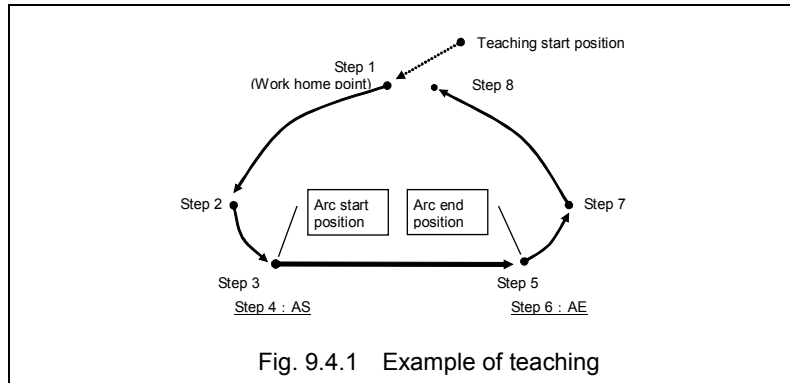 Teaching start position
Step 1
(Work home point)
Step 8
Step 2
Arc start
position
Arc end
position
Step 7
Step 3
Step 5
Step 4 : AS
Step 6 : AE
Fig. 9.4.1 Example of teaching